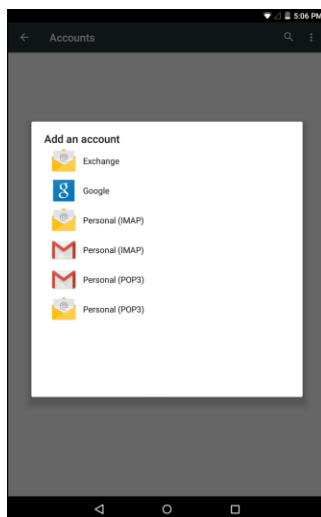 5:06 PM
Accounts
Add an account
Exchange
Google
Personal (IMAP)
Personal (IMAP)
Personal (POP3)
Personal (POP3)